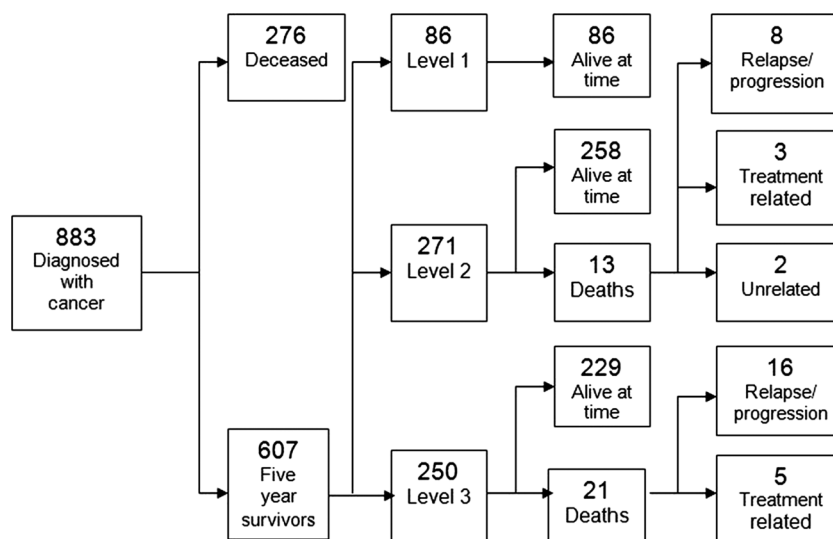 883
Diagnosed
with
cancer
276
Deceased
607
Five
year
survivors
86
Level 1
271
Level 2
250
Level 3
86
Alive at
time
258
Alive at
time
13
Deaths
229
Alive at
time
21
Deaths
8
Relapse/
progression
3
Treatment
related
2
Unrelated
16
Relapse/
progression
5
Treatment
related